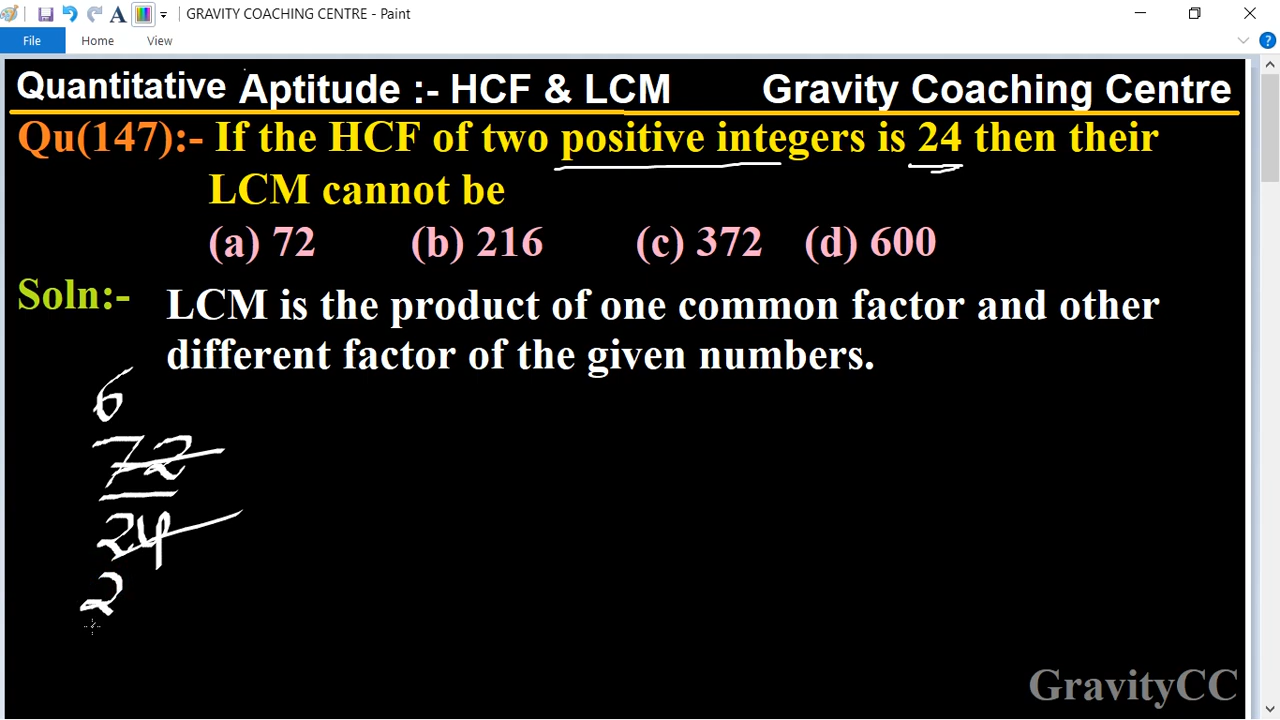 GRAVITY COACHING CENTRE - Paint
File Home View
Quantitative Aptitude :- HCF & LCM Gravity Coaching Centre
Qu(147):- If the HCF of two positive integers is 24 then their
LCM cannot be
(a) 72 (b) 216 (c) 372 (d) 600
Soln:- LCM is the product of one common factor and other
different factor of the given numbers.
6
72
24
2
GravityCC